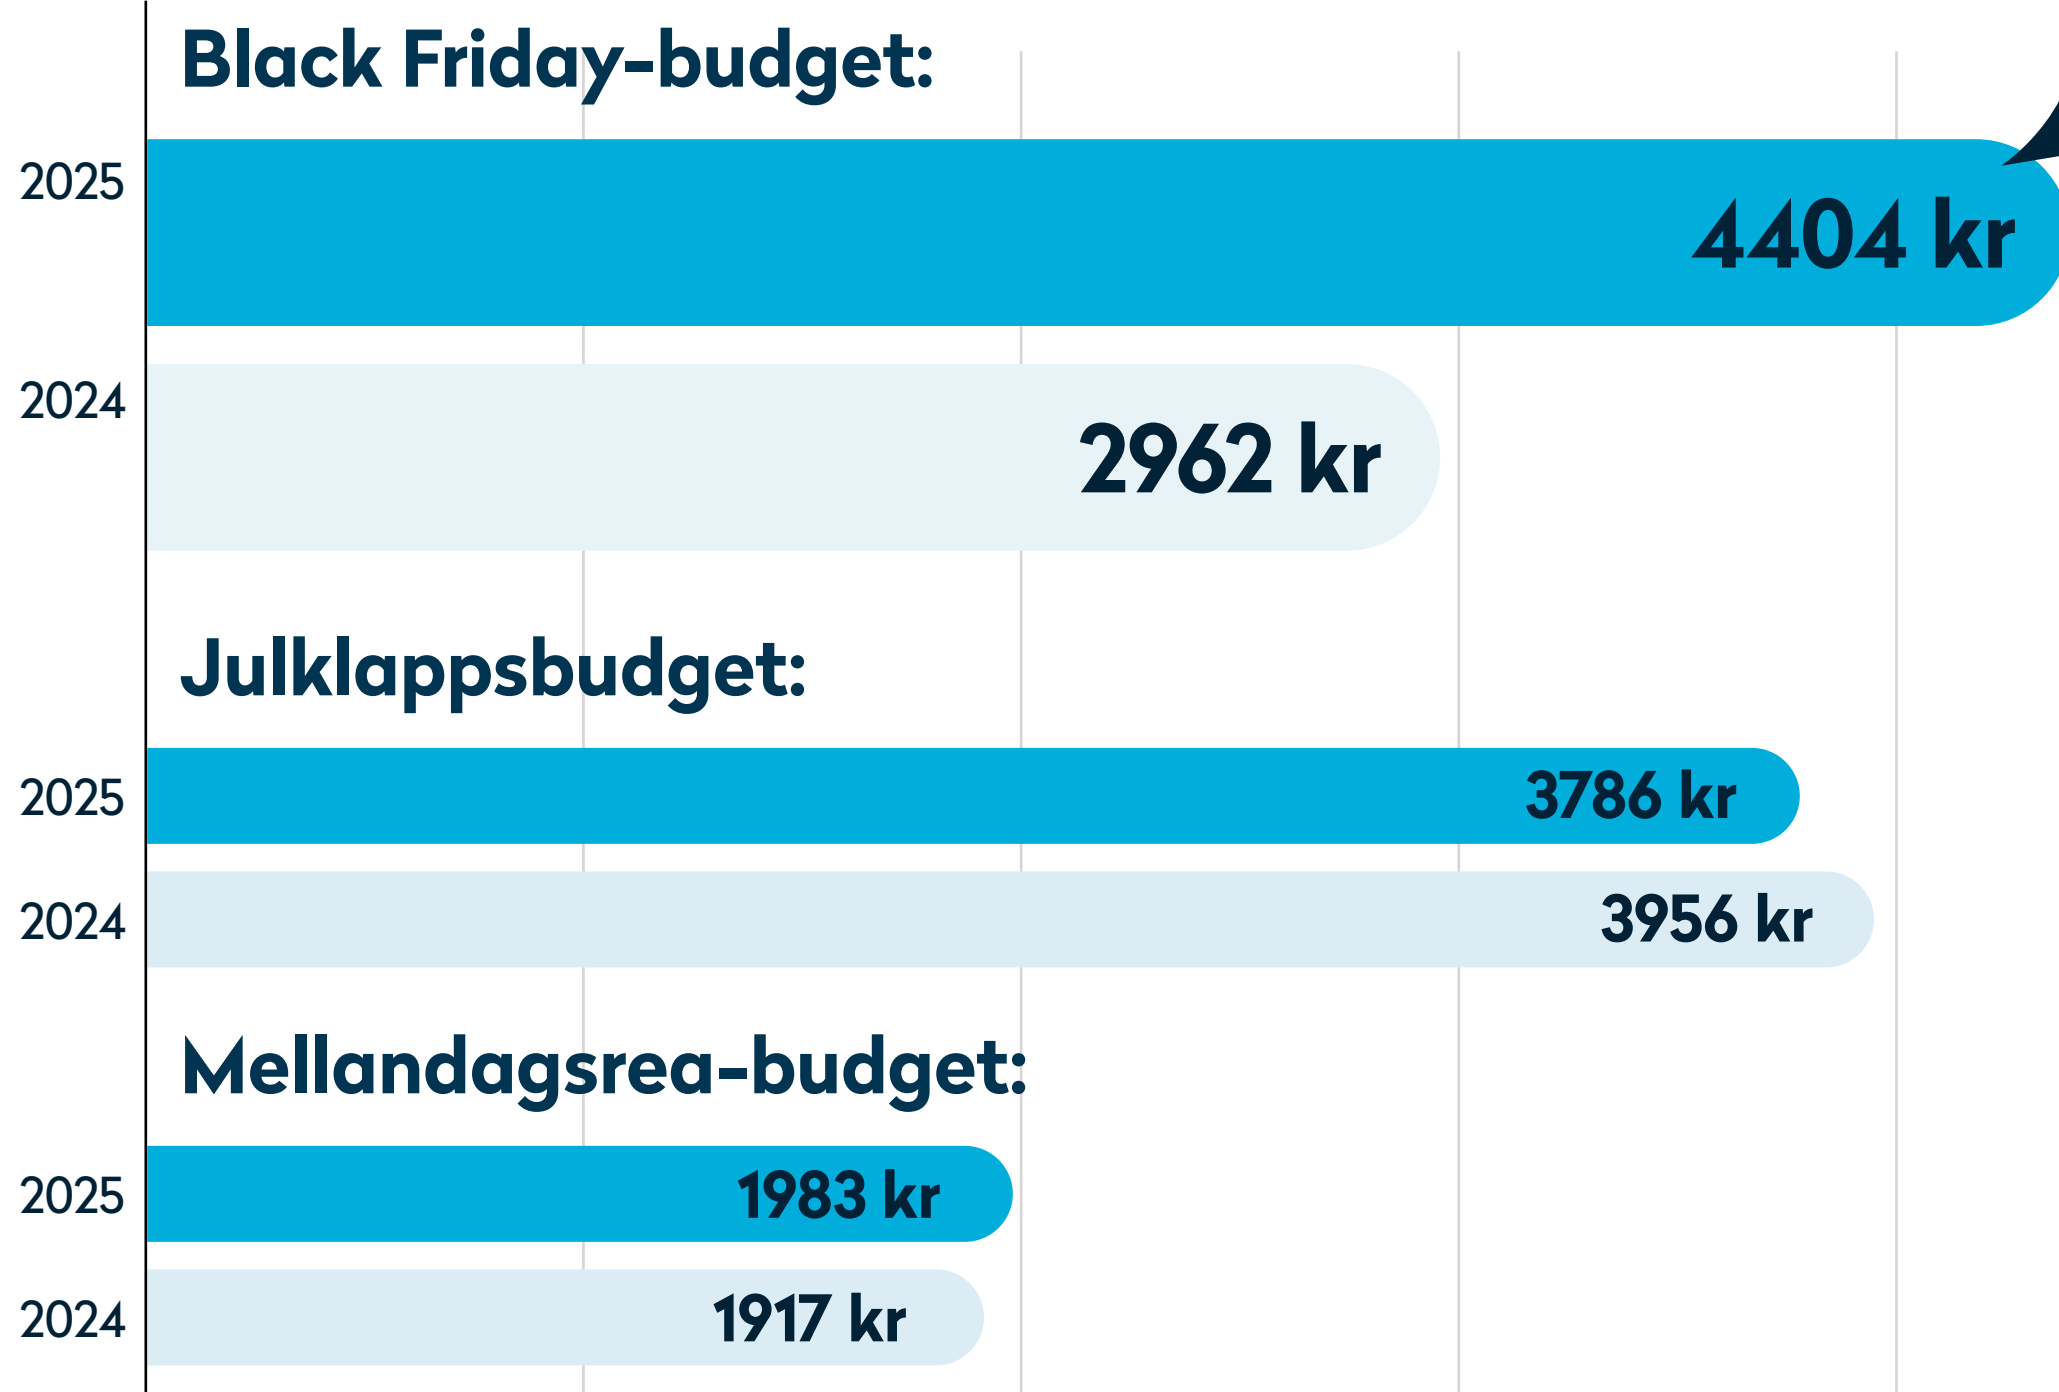 Black Friday-budget:
2025
4404 kr
2024
2962 kr
Julklappsbudget:
2025
3786 kr
2024
3956 kr
Mellandagsrea-budget:
2025
1983 kr
2024
1917 kr